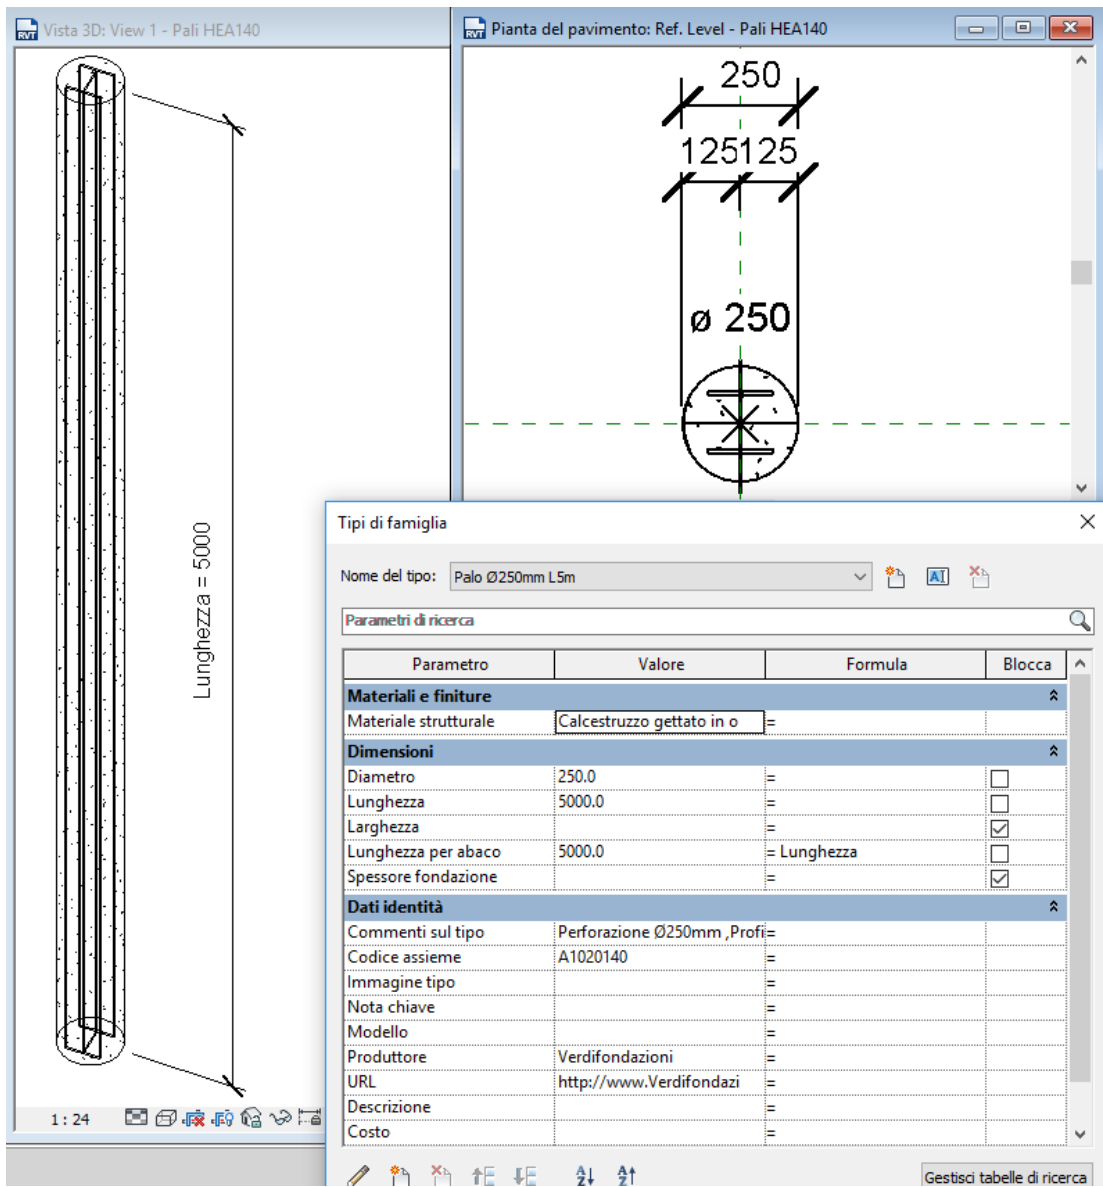 Vista 3D: View 1 - Pali HEA140
Lunghezza = 5000
1 : 24
Pianta del pavimento: Ref. Level - Pali HEA140
250
125 125
ø 250
Tipi di famiglia
Nome del tipo: Palo Ø250mm L5m
Parametri di ricerca
Parametro Valore Formula Blocca
Materiali e finiture
Materiale strutturale Calcestruzzo gettato in o =
Dimensioni
Diametro 250.0 =
Lunghezza 5000.0 =
Larghezza =
Lunghezza per abaco 5000.0 = Lunghezza
Spessore fondazione =
Dati identità
Commenti sul tipo Perforazione Ø250mm ,Profi =
Codice assieme A1020140 =
Immagine tipo =
Nota chiave =
Modello =
Produttore Verdifondazioni =
URL http://www.Verdifondazi =
Descrizione =
Costo =
Gestisci tabelle di ricerca